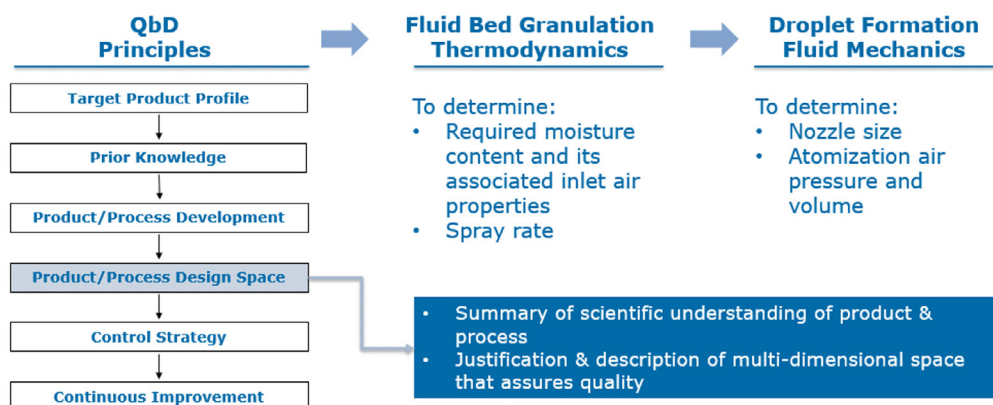 QbD
Principles
Fluid Bed Granulation
Thermodynamics
Droplet Formation
Fluid Mechanics
Target Product Profile
Prior Knowledge
Product/Process Development
Product/Process Design Space
Control Strategy
Continuous Improvement
To determine:
• Required moisture
content and its
associated inlet air
properties
• Spray rate
To determine:
• Nozzle size
• Atomization air
pressure and
volume
• Summary of scientific understanding of product &
process
• Justification & description of multi-dimensional space
that assures quality